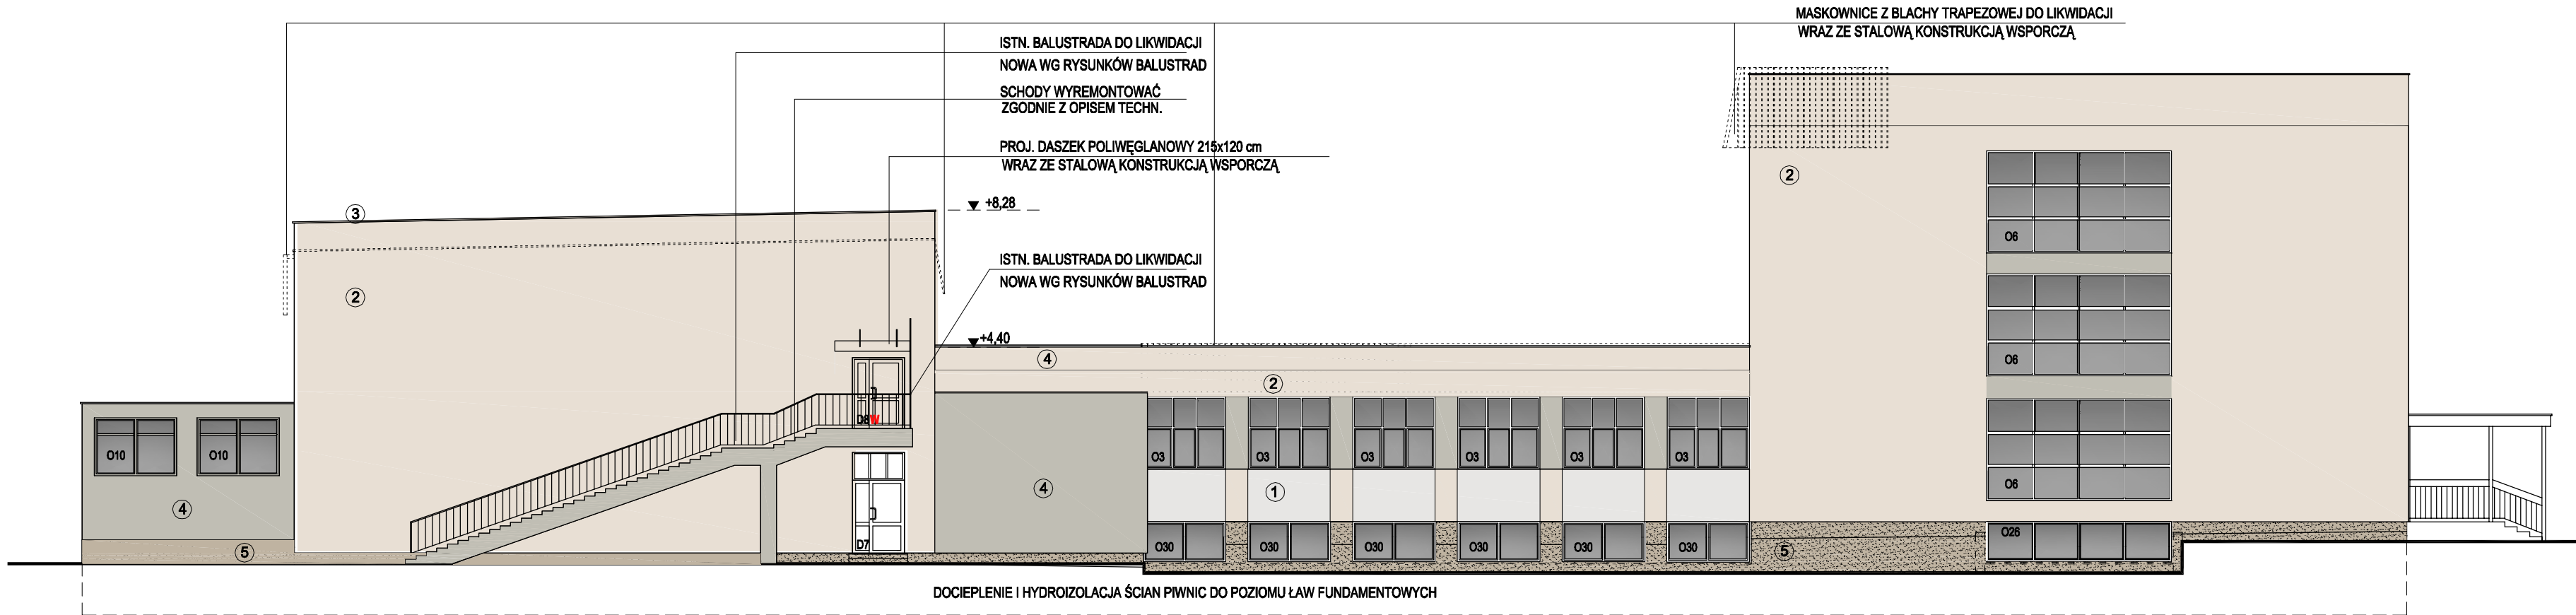 MASKOWNICE Z BLACHY TRAPEZOWEJ DO LIKWIDACJI
WRAZ ZE STALOWĄ KONSTRUKCJĄ WSPORCZĄ
ISTN. BALUSTRADA DO LIKWIDACJI
NOWA WG RYSUNKÓW BALUSTRAD
SCHODY WYREMONTOWAĆ
ZGODNIE Z OPISEM TECHN.
PROJ. DASZEK POLIWĘGLANOWY 215x120 cm
WRAZ ZE STALOWĄ KONSTRUKCJĄ WSPORCZĄ
2
+8,28
3
O6
ISTN. BALUSTRADA DO LIKWIDACJI
NOWA WG RYSUNKÓW BALUSTRAD
2
+4,40
4
O6
2
D8W
O10 O10
O3 O3 O3 O3 O3 O3
O6
4 1
4
D7
O30 O30 O30 O30 O30 O30
O26
5
5
DOCIEPLENIE I HYDROIZOLACJA ŚCIAN PIWNIC DO POZIOMU ŁAW FUNDAMENTOWYCH